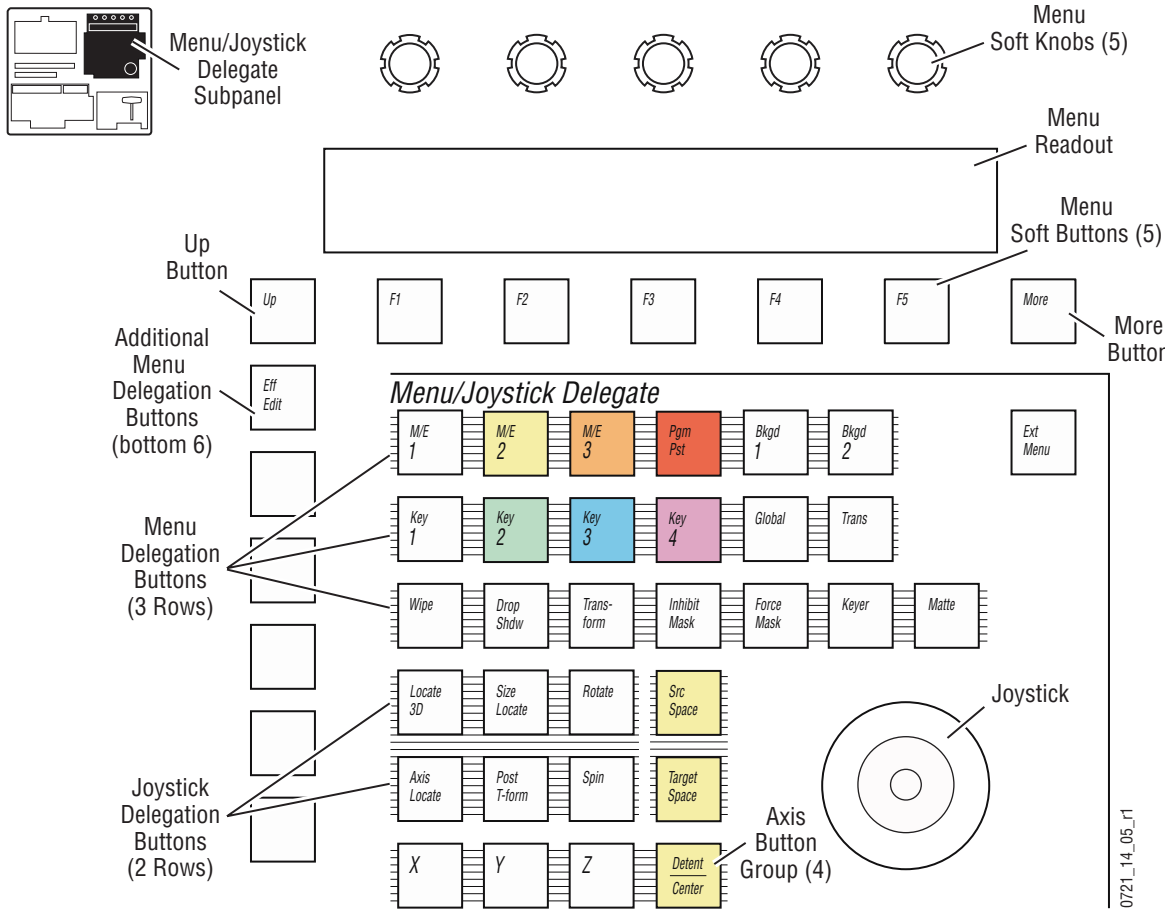 Menu/Joystick
Delegate
Subpanel
Menu
Soft Knobs (5)
Menu
Readout
Menu
Soft Buttons (5)
Up
Button
Up
F1
F2
F3
F4
F5
More
More
Button
Additional
Menu
Delegation
Buttons
(bottom 6)
Eff
Edit
Menu/Joystick Delegate
M/E
1
M/E
2
M/E
3
Pgm
Pst
Bkgd
1
Bkgd
2
Ext
Menu
Menu
Delegation
Buttons
(3 Rows)
Key
1
Key
2
Key
3
Key
4
Global
Trans
Wipe
Drop
Shdw
Trans-
form
Inhibit
Mask
Force
Mask
Keyer
Matte
Locate
3D
Size
Locate
Rotate
Src
Space
Joystick
Joystick
Delegation
Buttons
(2 Rows)
Axis
Locate
Post
T-form
Spin
Target
Space
Axis
Button
Group (4)
X
Y
Z
Detent
Center
0721_14_05_r1